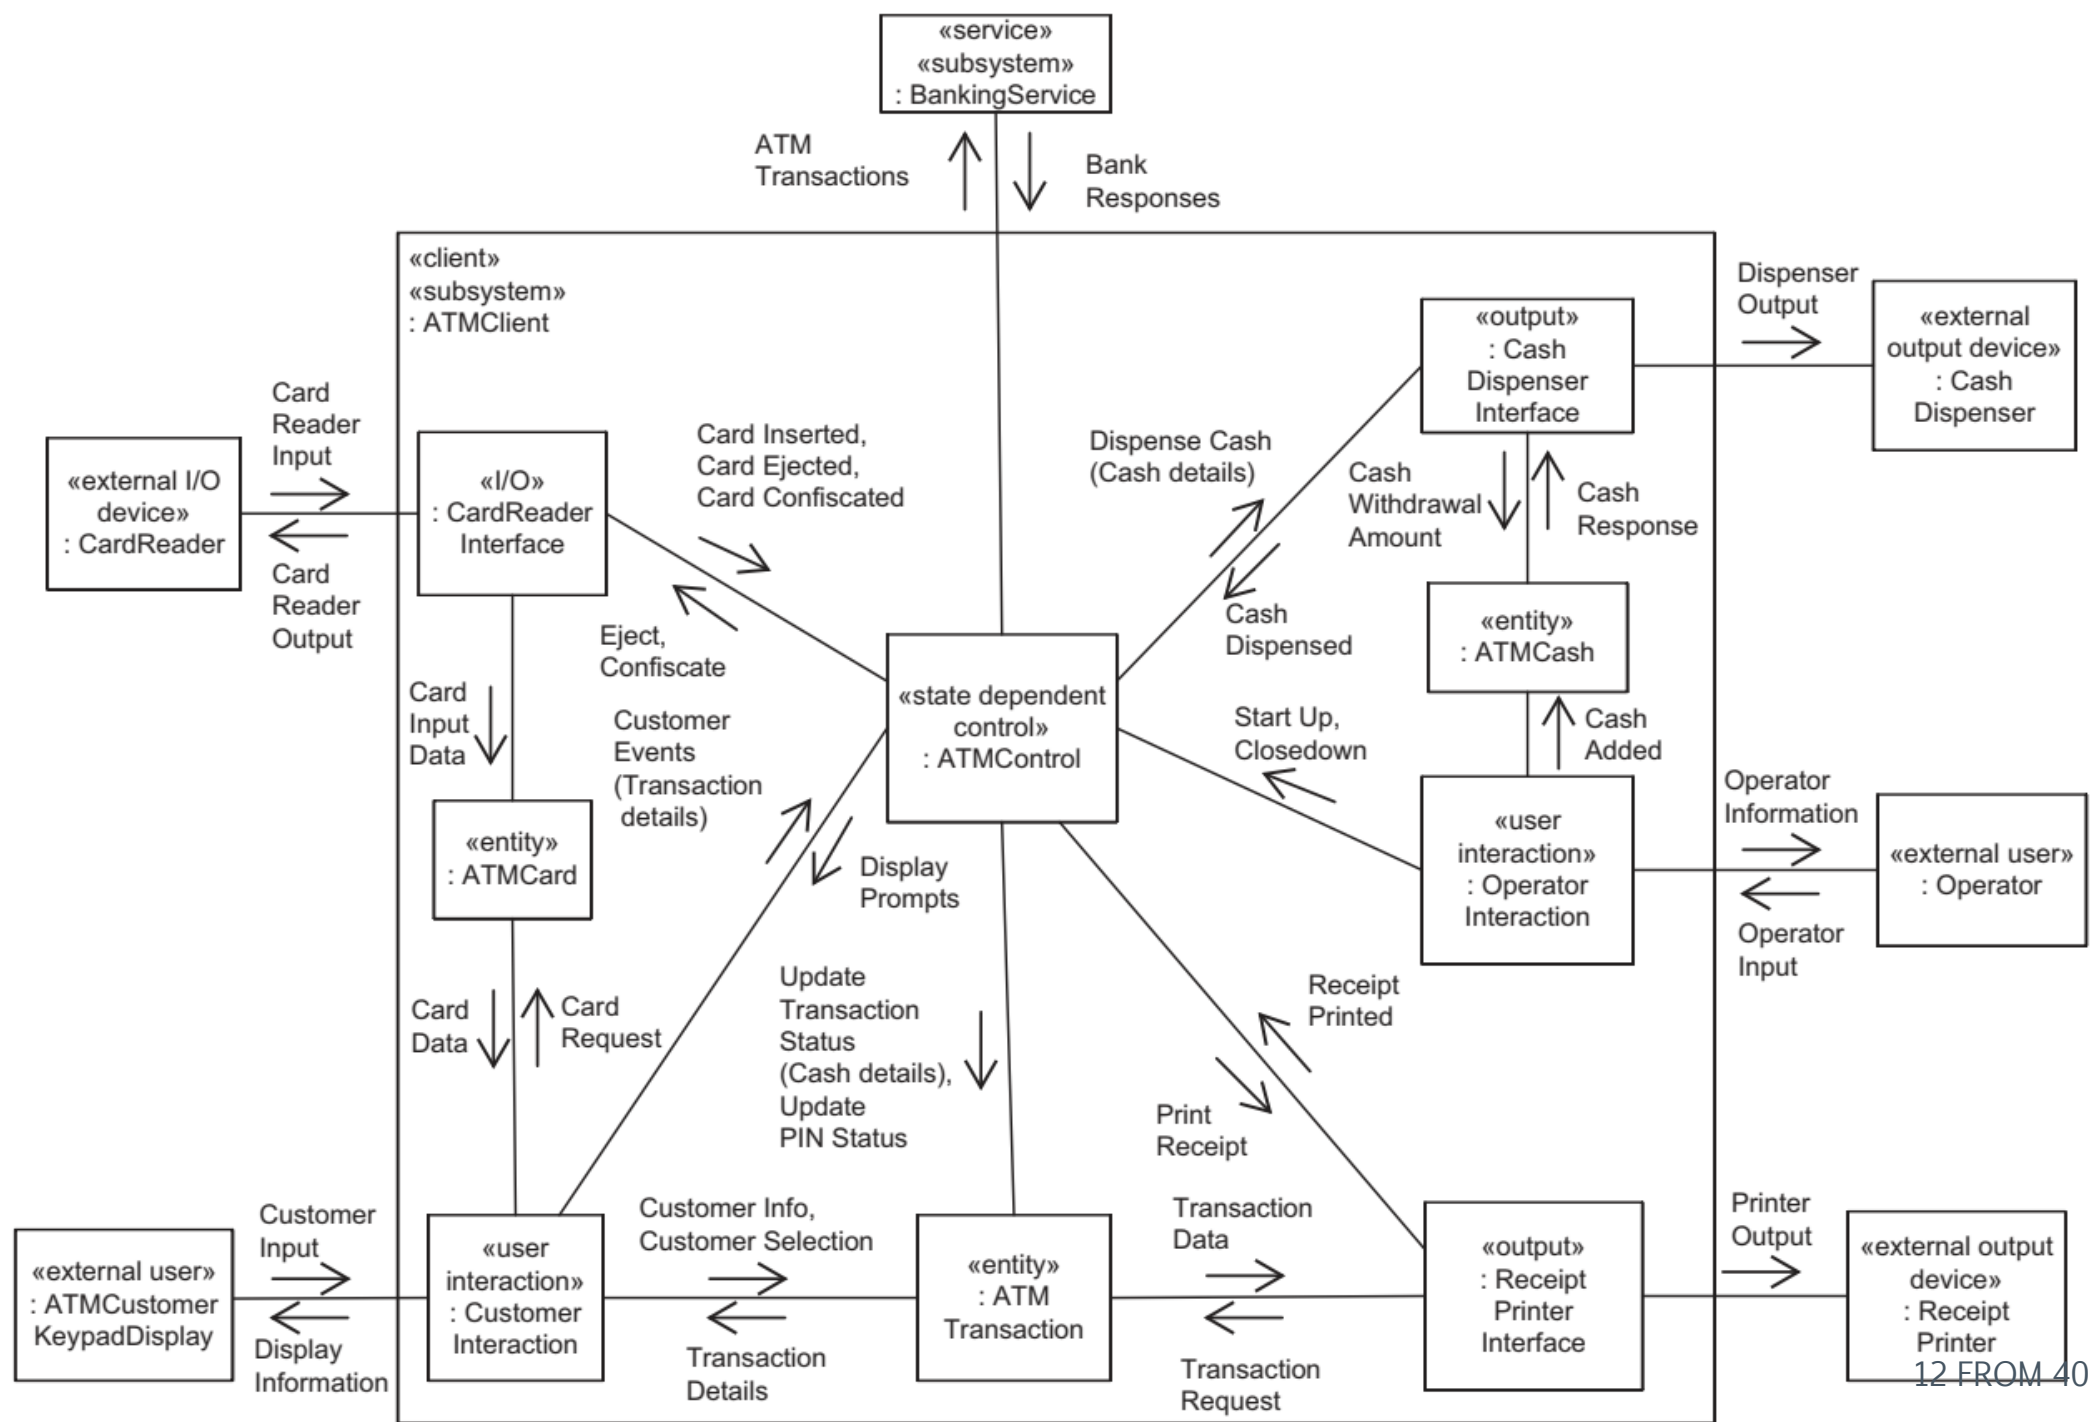 «service»
«subsystem»
: BankingService
ATM
Transactions
Bank
Responses
«client»
«subsystem»
: ATMClient
Dispenser
Output
«output»
: Cash
Dispenser
Interface
«external
output device»
: Cash
Dispenser
Card
Reader
Input
«external I/O
device»
: CardReader
Card
Reader
Output
«I/O»
: CardReader
Interface
Card Inserted,
Card Ejected,
Card Confiscated
Eject,
Confiscate
Dispense Cash
(Cash details)
Cash
Dispensed
Cash
Withdrawal
Amount
Cash
Response
«entity»
: ATMCash
Card
Input
Data
Customer
Events
(Transaction
details)
«state dependent
control»
: ATMControl
Start Up,
Closedown
Cash
Added
«entity»
: ATMCard
Display
Prompts
«user
interaction»
: Operator
Interaction
Operator
Information
Operator
Input
«external user»
: Operator
Card
Data
Card
Request
Update
Transaction
Status
(Cash details),
Update
PIN Status
Receipt
Printed
Print
Receipt
«external user»
: ATMCustomer
KeypadDisplay
Customer
Input
Display
Information
«user
interaction»
: Customer
Interaction
Customer Info,
Customer Selection
Transaction
Details
«entity»
: ATM
Transaction
Transaction
Data
Transaction
Request
«output»
: Receipt
Printer
Interface
Printer
Output
«external output
device»
: Receipt
Printer
12 FROM 40